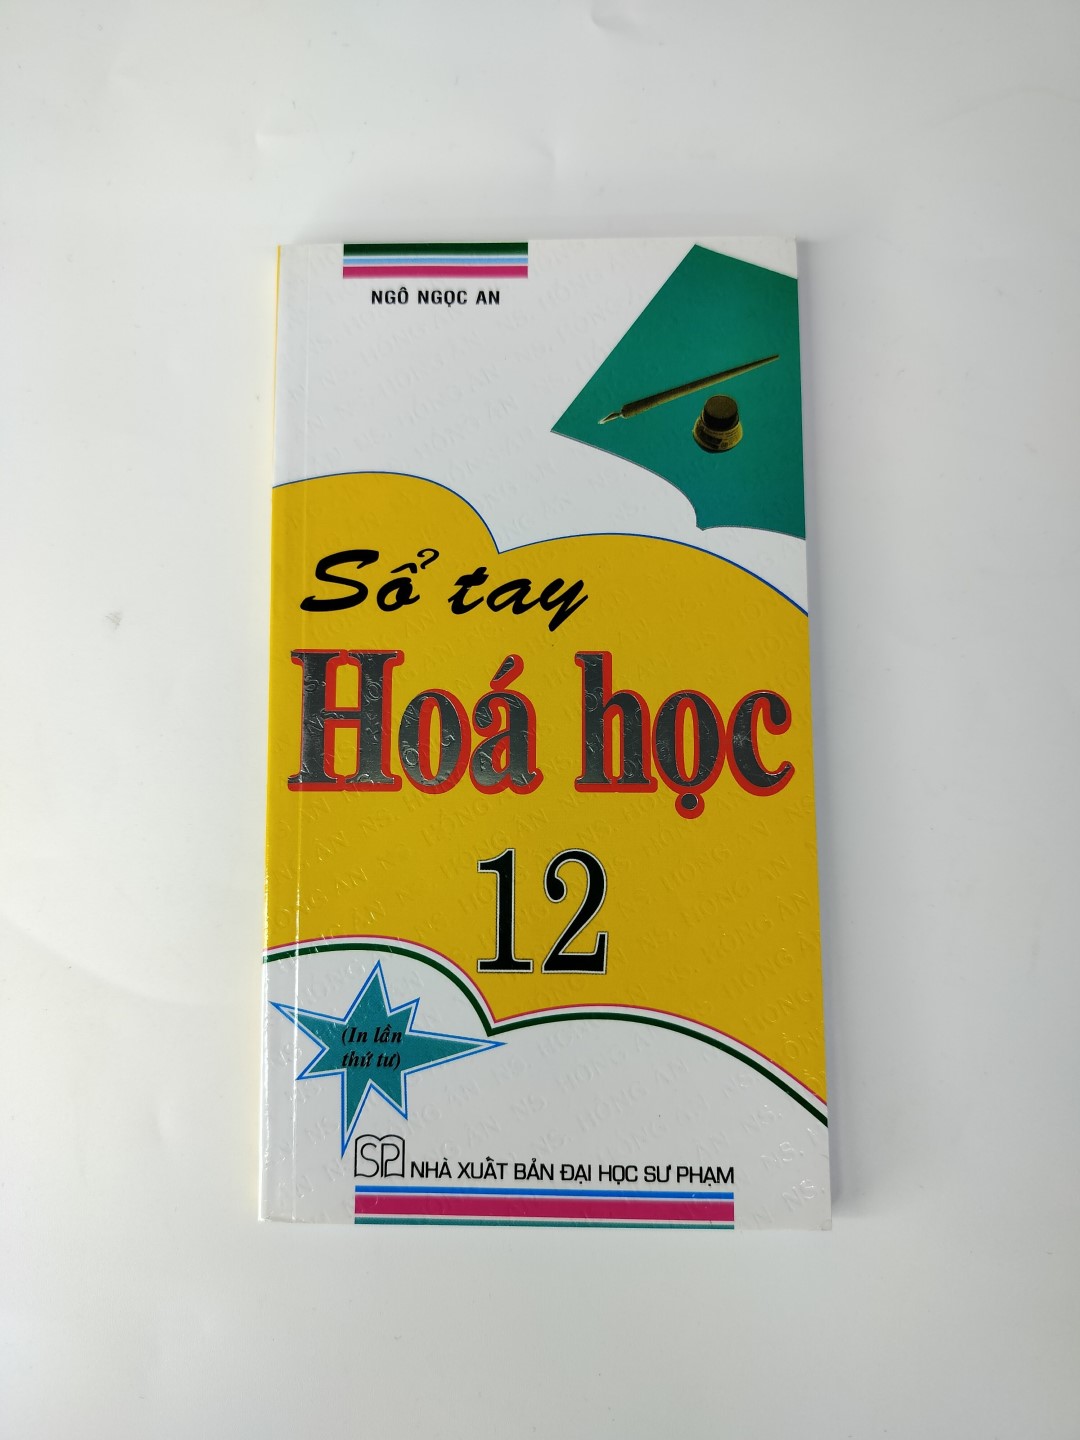 NGÔ NGỌC AN
Sổ tay
Hoá học
12
(In lần
thứ tư)
SP NHÀ XUẤT BẢN ĐẠI HỌC SƯ PHẠM